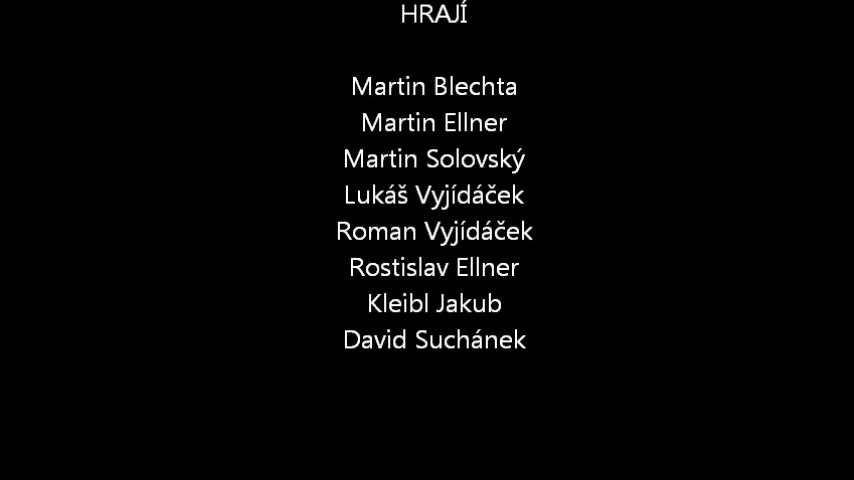 HRAJÍ
Martin Blechta
Martin Ellner
Martin Solovský
Lukáš Vyjídáček
Roman Vyjídáček
Rostislav Ellner
Kleibl Jakub
David Suchánek